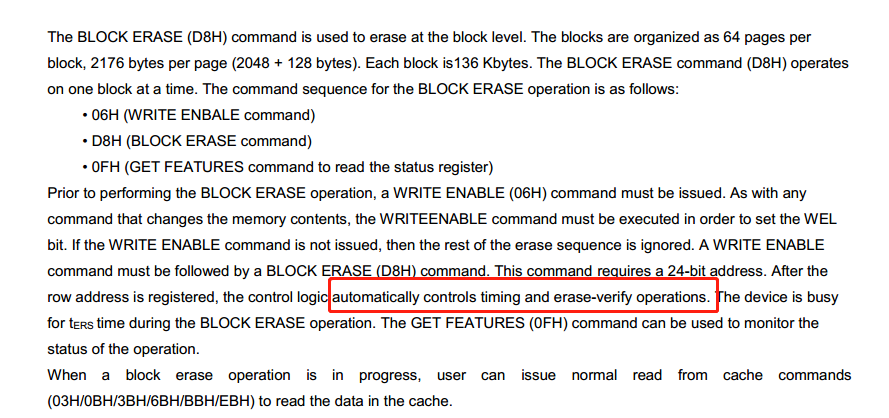 The BLOCK ERASE (D8H) command is used to erase at the block level. The blocks are organized as 64 pages per
block, 2176 bytes per page (2048 + 128 bytes). Each block is136 Kbytes. The BLOCK ERASE command (D8H) operates
on one block at a time. The command sequence for the BLOCK ERASE operation is as follows:
• 06H (WRITE ENBALE command)
• D8H (BLOCK ERASE command)
• 0FH (GET FEATURES command to read the status register)
Prior to performing the BLOCK ERASE operation, a WRITE ENABLE (06H) command must be issued. As with any
command that changes the memory contents, the WRITEENABLE command must be executed in order to set the WEL
bit. If the WRITE ENABLE command is not issued, then the rest of the erase sequence is ignored. A WRITE ENABLE
command must be followed by a BLOCK ERASE (D8H) command. This command requires a 24-bit address. After the
row address is registered, the control logic automatically controls timing and erase-verify operations. The device is busy
for tERS time during the BLOCK ERASE operation. The GET FEATURES (0FH) command can be used to monitor the
status of the operation.
When a block erase operation is in progress, user can issue normal read from cache commands
(03H/0BH/3BH/6BH/BBH/EBH) to read the data in the cache.